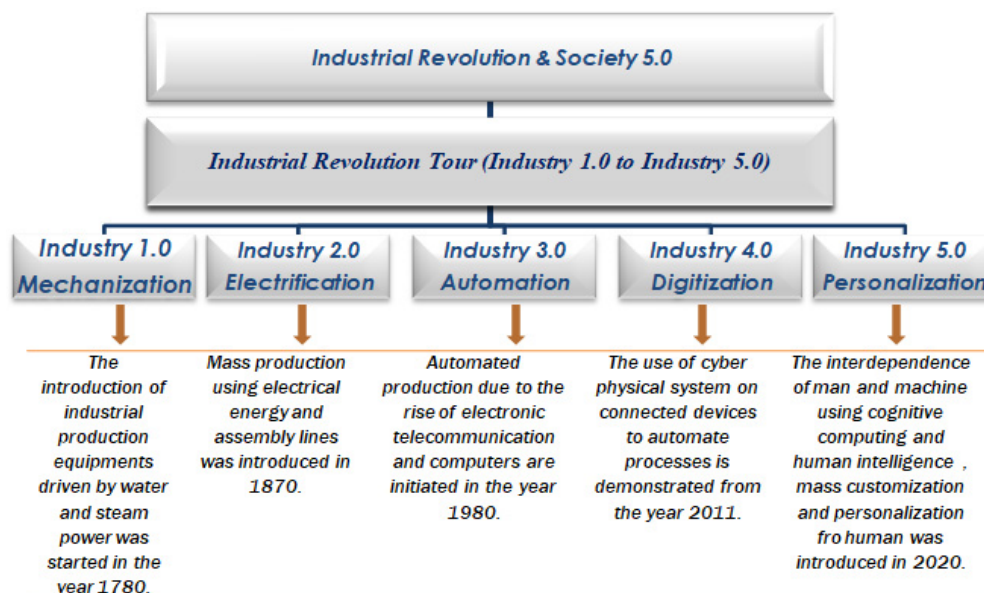 Industrial Revolution & Society 5.0
Industrial Revolution Tour (Industry 1.0 to Industry 5.0)
Industry 1.0
Mechanization
Industry 2.0
Electrification
Industry 3.0
Automation
Industry 4.0
Digitization
Industry 5.0
Personalization
The
introduction of
industrial
production
equipments
driven by water
and steam
power was
started in the
year 1780.
Mass production
using electrical
energy and
assembly lines
was introduced in
1870.
Automated
production due to the
rise of electronic
telecommunication
and computers are
initiated in the year
1980.
The use of cyber
physical system on
connected devices
to automate
processes is
demonstrated from
the year 2011.
The interdependence
of man and machine
using cognitive
computing and
human intelligence ,
mass customization
and personalization
fro human was
introduced in 2020.